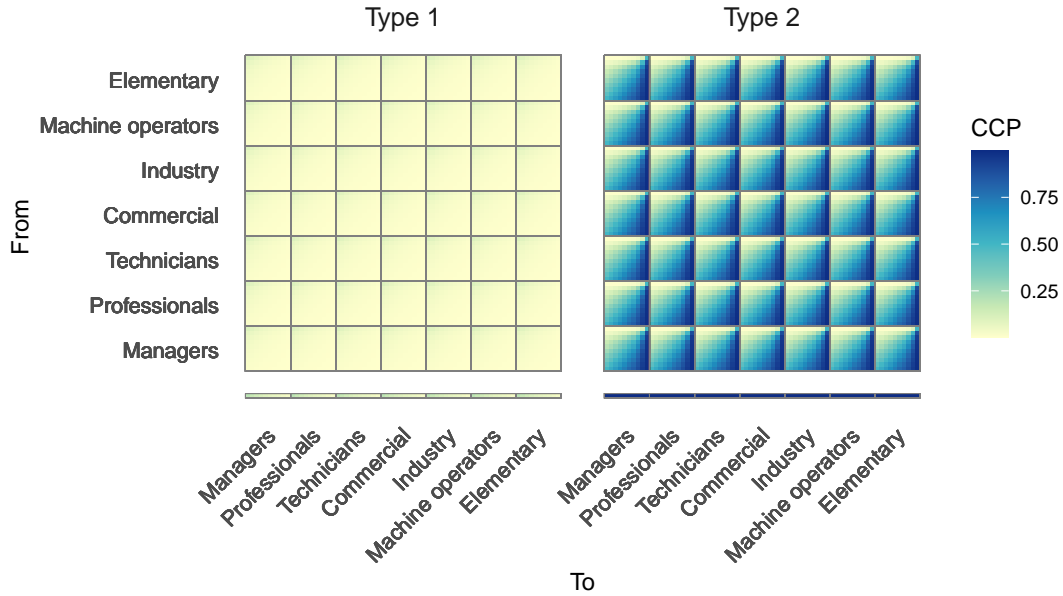 Type 1
Type 2
Elementary
Machine operators
Industry
Commercial
Technicians
Professionals
Managers
From
CCP
0.75
0.50
0.25
Managers
Professionals
Technicians
Commercial
Industry
Machine operators
Elementary
Managers
Professionals
Technicians
Commercial
Industry
Machine operators
Elementary
To